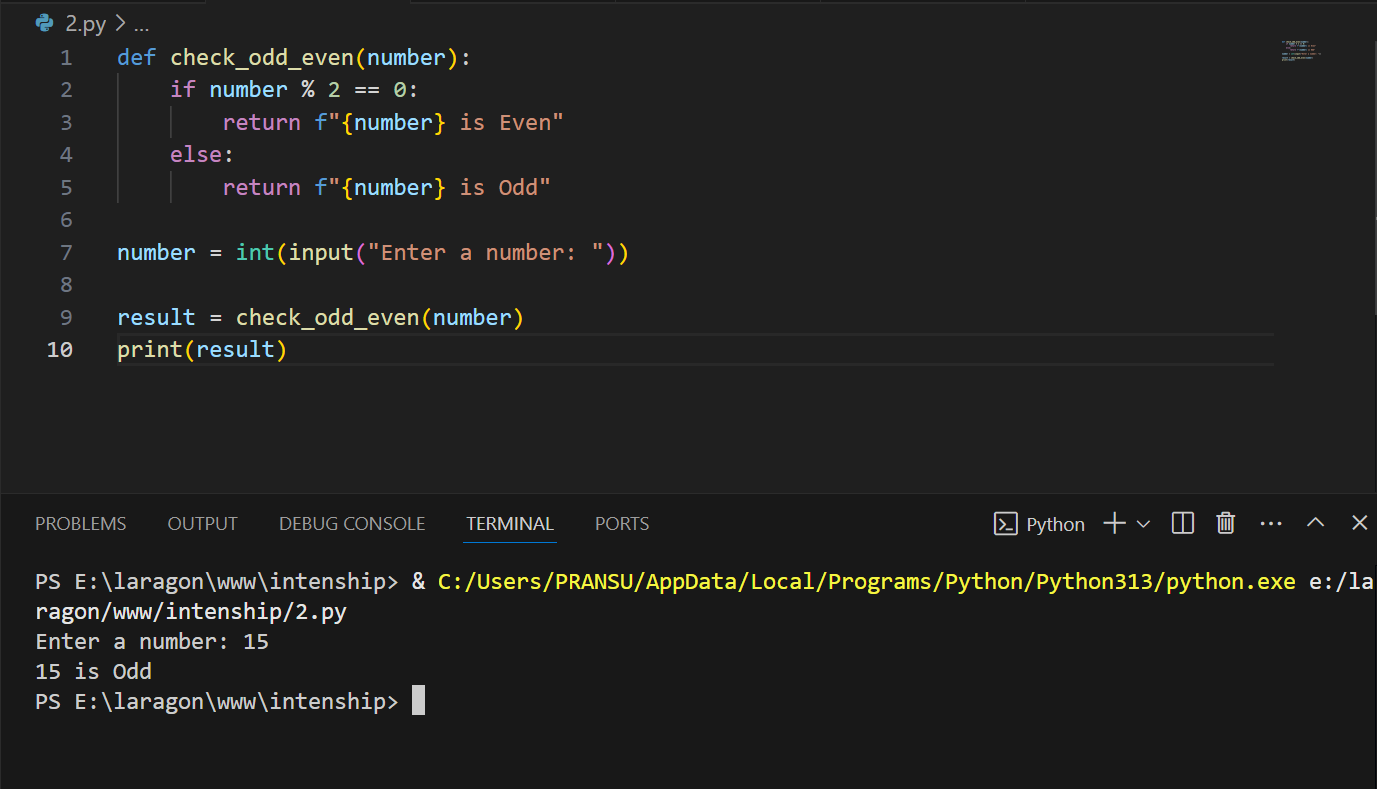 2.py > ...
1 def check_odd_even(number):
2     if number % 2 == 0:
3         return f"{number} is Even"
4     else:
5         return f"{number} is Odd"
6
7 number = int(input("Enter a number: "))
8
9 result = check_odd_even(number)
10 print(result)
PROBLEMS OUTPUT DEBUG CONSOLE TERMINAL PORTS Python
PS E:\laragon\www\intenship> & C:/Users/PRANSU/AppData/Local/Programs/Python/Python313/python.exe e:/la
ragon/www/intenship/2.py
Enter a number: 15
15 is Odd
PS E:\laragon\www\intenship>